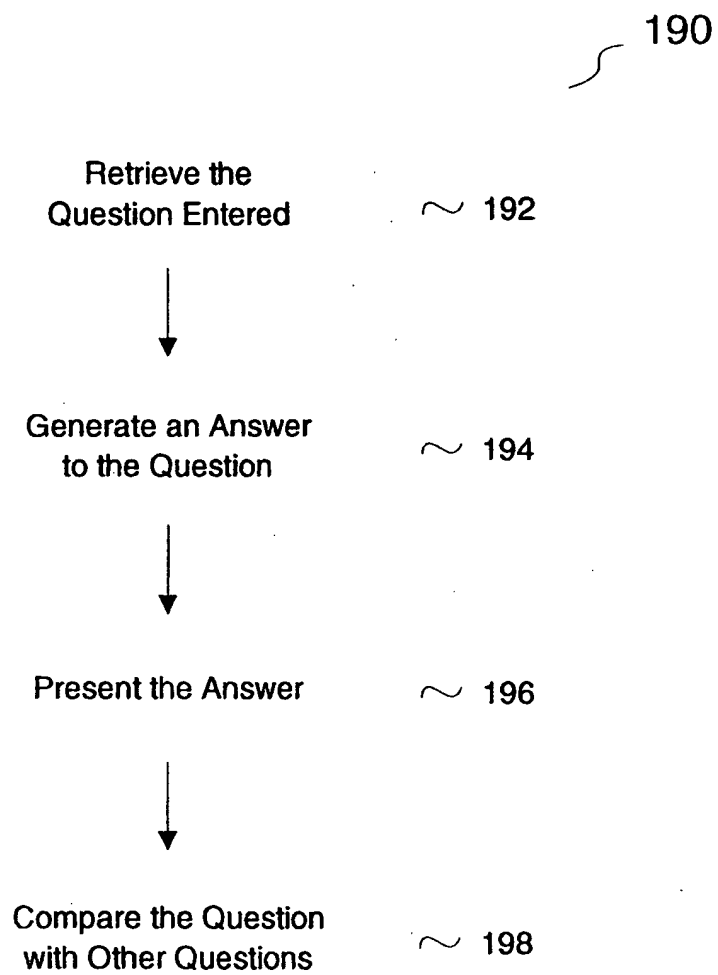 190
Retrieve the
Question Entered
192
Generate an Answer
to the Question
194
Present the Answer
196
Compare the Question
with Other Questions
198